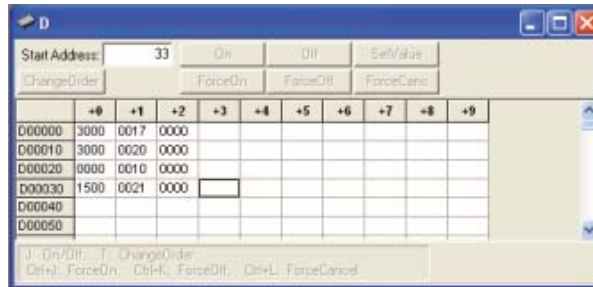 D
Start Address: 33 On Off SetValue
ChangeOrder ForceOn ForceOff ForceCanc
+0 +1 +2 +3 +4 +5 +6 +7 +8 +9
D00000 3000 0017 0000
D00010 3000 0020 0000
D00020 0000 0010 0000
D00030 1500 0021 0000
D00040
D00050
J: On/Off; T: ChangeOrder
Ctrl+J: ForceOn; Ctrl+K: ForceOff; Ctrl+L: ForceCancel